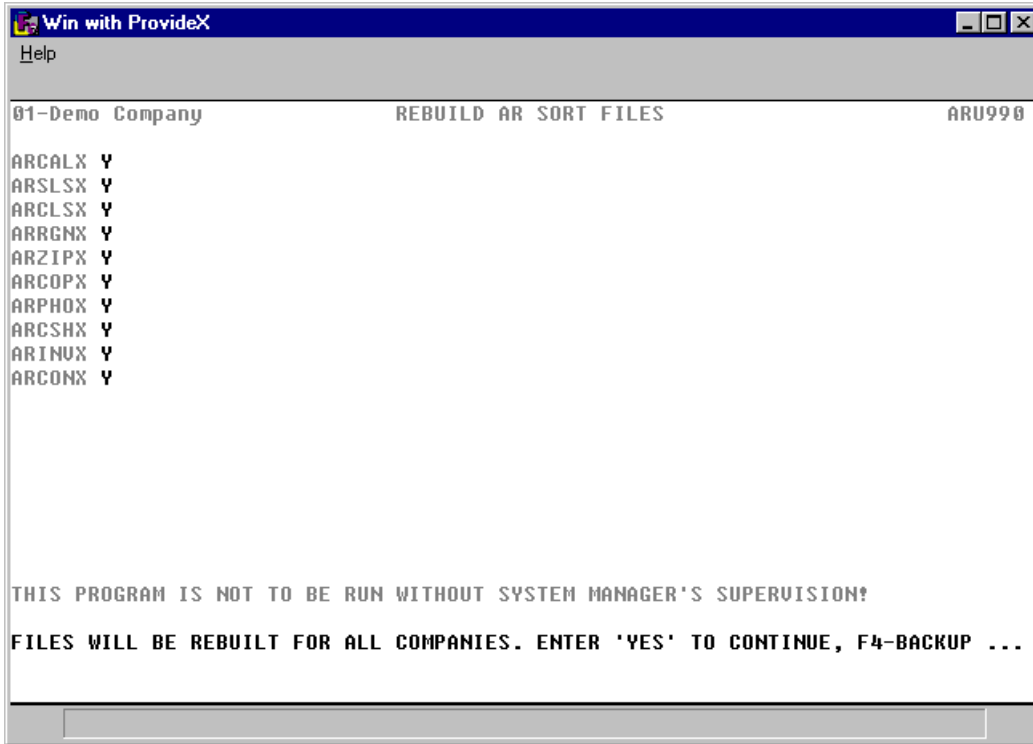 Win with ProvideX
Help
01-Demo Company REBUILD AR SORT FILES ARU990
ARCALX Y
ARSLSX Y
ARCLSX Y
ARRGNX Y
ARZIPX Y
ARCOPX Y
ARPHOX Y
ARCSHX Y
ARINVX Y
ARCONX Y
THIS PROGRAM IS NOT TO BE RUN WITHOUT SYSTEM MANAGER'S SUPERVISION!
FILES WILL BE REBUILT FOR ALL COMPANIES. ENTER 'YES' TO CONTINUE, F4-BACKUP ...